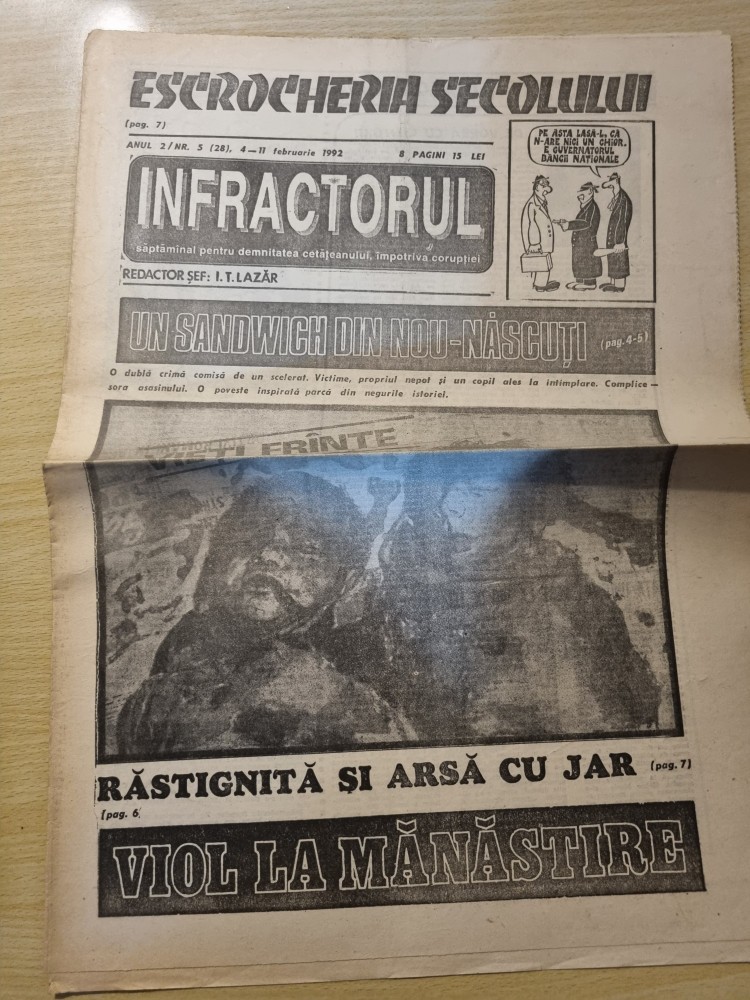 ESCROCHERIA SECOLULUI
(pag. 7)
ANUL 2/NR. 5 (28), 4—11 februarie 1992 8 PAGINI 15 LEI
PE ASTA LASĂ-L, CĂ
N-ARE NICI UN CHIOR.
E GUVERNATORUL
BĂNCII NAȚIONALE
INFRACTORUL
săptăminal pentru demnitatea cetățeanului, împotriva corupției
REDACTOR ȘEF: I.T. LAZĂR
UN SANDWICH DIN NOU-NĂSCUȚI (pag. 4-5)
O dublă crimă comisă de un scelerat. Victime, propriul nepot și un copil ales la întîmplare. Complice —
sora asasinului. O poveste inspirată parcă din negurile istoriei.
VIEȚI FRÎNTE
RĂSTIGNITĂ ȘI ARSĂ CU JAR (pag. 7)
(pag. 6)
VIOL LA MĂNĂSTIRE